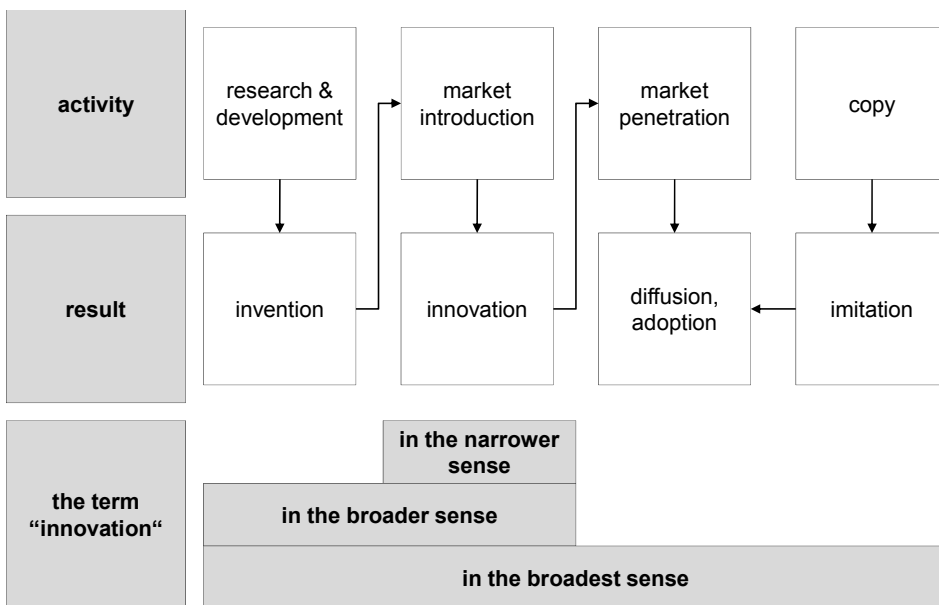 activity
research &
development
market
introduction
market
penetration
copy
result
invention
innovation
diffusion,
adoption
imitation
the term
“innovation“
in the narrower
sense
in the broader sense
in the broadest sense